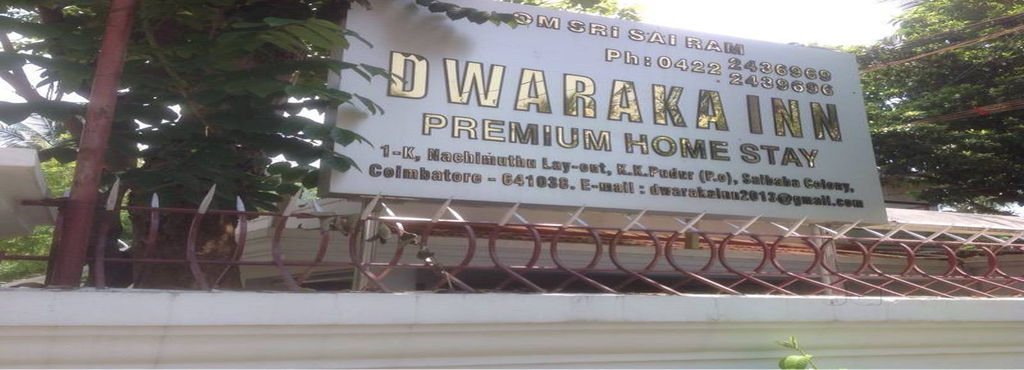 OM SRI SAI RAM
Ph: 0422 2436969
2439696
DWARAKA INN
PREMIUM HOME STAY
1-K, Nachimuthu Lay-out, K.K.Pudur (P.o), Saibaba Colony,
Coimbatore - 641038. E-mail : dwarakainn2013@gmail.com